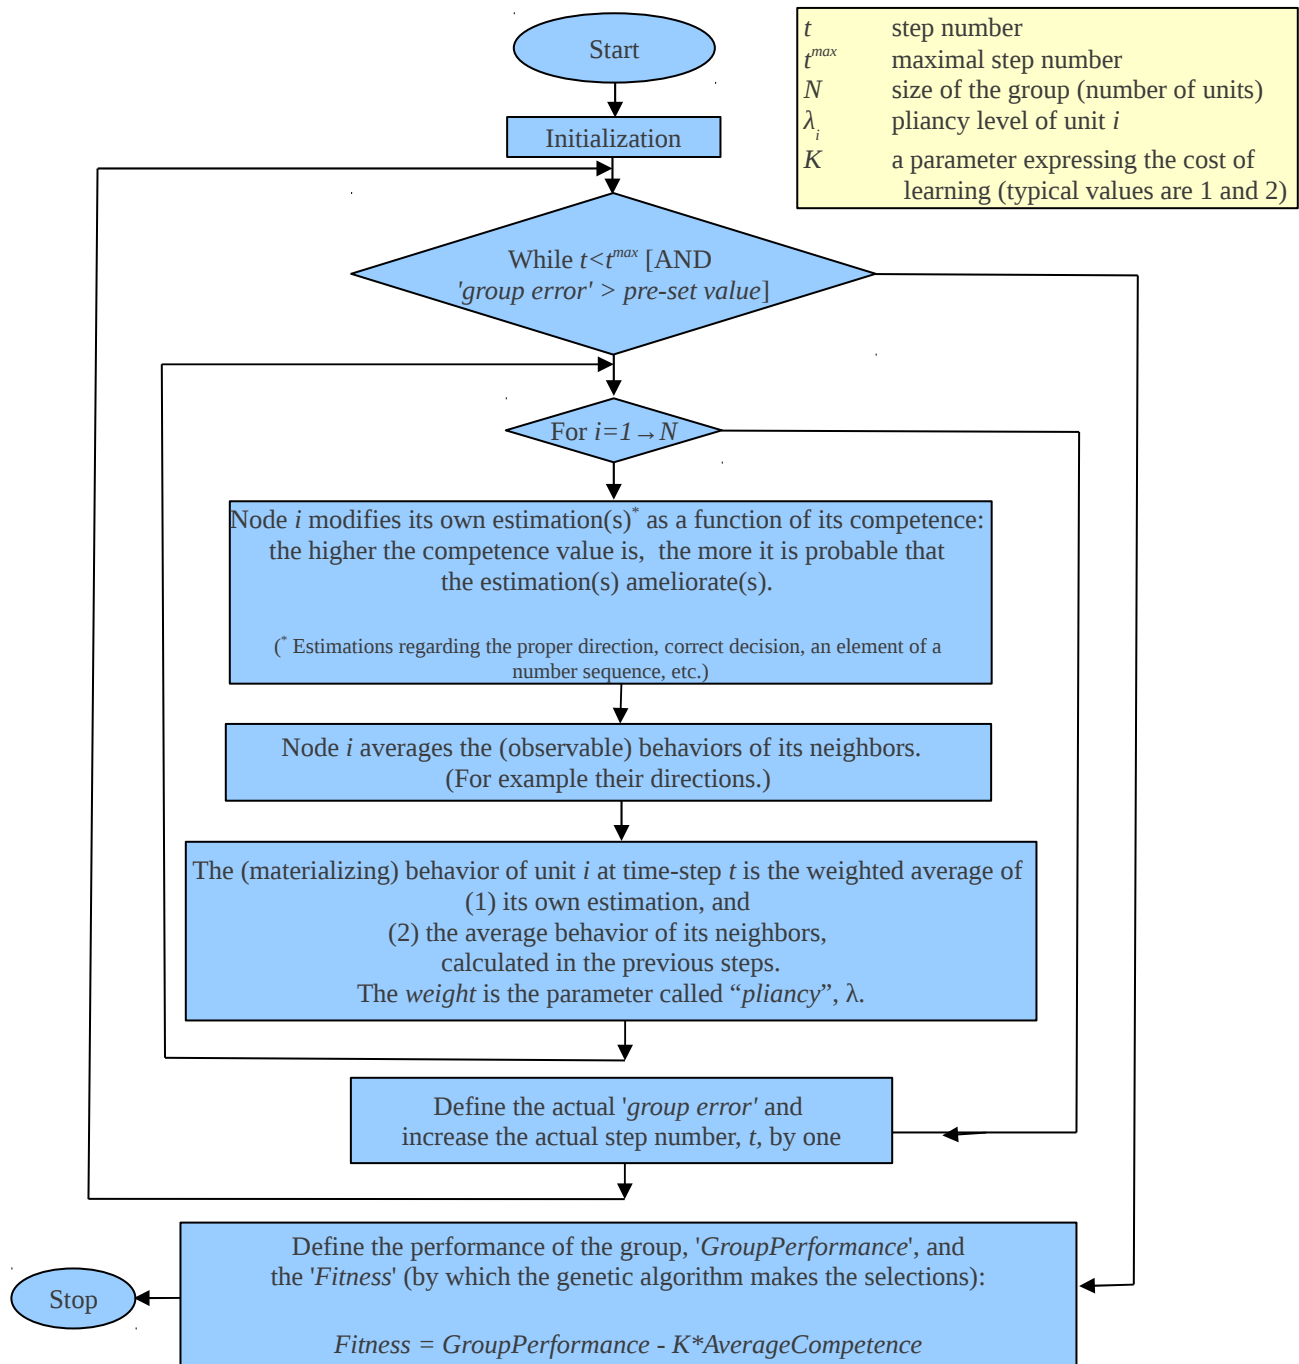 Start
t step number
t^max maximal step number
N size of the group (number of units)
λ_i pliancy level of unit i
K a parameter expressing the cost of
learning (typical values are 1 and 2)
Initialization
While t<t^max [AND
'group error' > pre-set value]
For i=1→N
Node i modifies its own estimation(s)* as a function of its competence:
the higher the competence value is, the more it is probable that
the estimation(s) ameliorate(s).
(* Estimations regarding the proper direction, correct decision, an element of a
number sequence, etc.)
Node i averages the (observable) behaviors of its neighbors.
(For example their directions.)
The (materializing) behavior of unit i at time-step t is the weighted average of
(1) its own estimation, and
(2) the average behavior of its neighbors,
calculated in the previous steps.
The weight is the parameter called “pliancy”, λ.
Define the actual 'group error' and
increase the actual step number, t, by one
Define the performance of the group, 'GroupPerformance', and
the 'Fitness' (by which the genetic algorithm makes the selections):
Fitness = GroupPerformance - K*AverageCompetence
Stop